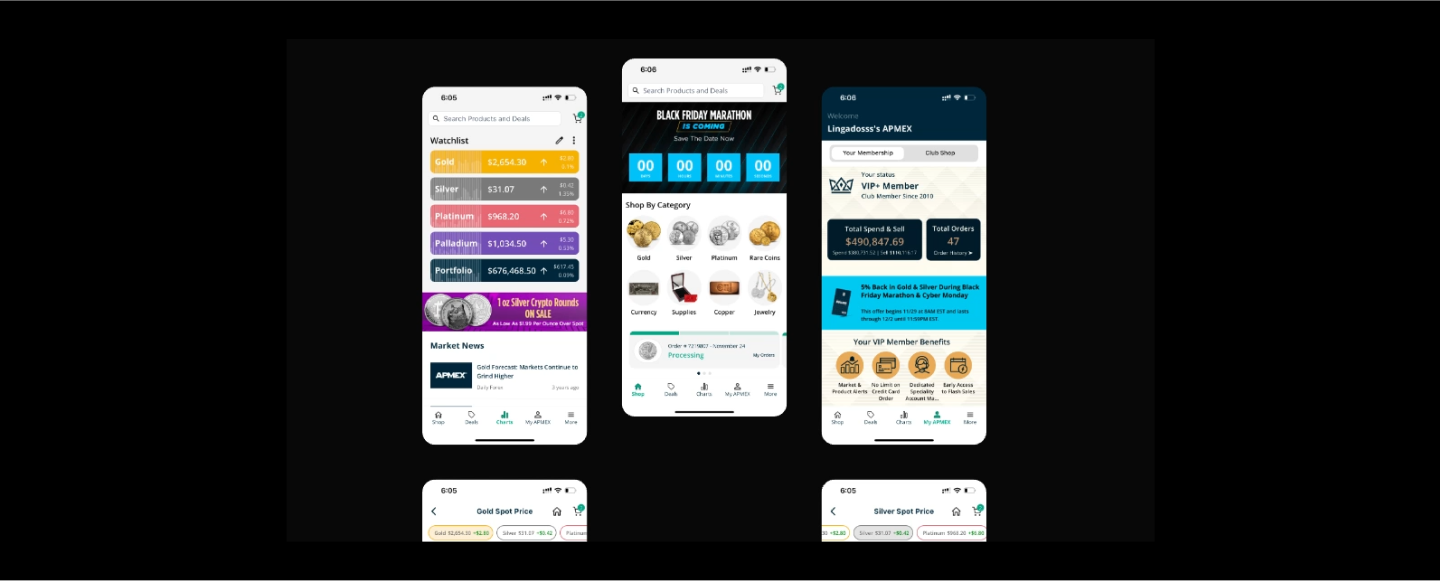 6:05
Search Products and Deals
Watchlist
Gold $2,654.30 $2.80 0.1%
Silver $31.07 $0.42 1.35%
Platinum $968.20 $6.80 0.72%
Palladium $1,034.50 $5.30 0.53%
Portfolio $676,468.50 $617.45 0.09%
1 oz Silver Crypto Rounds
ON SALE
As Low As $1.99 Per Ounce Over Spot
Market News
APMEX
Gold Forecast: Markets Continue to
Grind Higher
Daily Forex 2 years ago
Shop Deals Charts My APMEX More
6:06
Search Products and Deals
BLACK FRIDAY MARATHON
IS COMING
Save The Date Now
00 00 00 00
DAYS HOURS MINUTES SECONDS
Shop By Category
Gold Silver Platinum Rare Coins
Currency Supplies Copper Jewelry
Order # 7219807 - November 24
Processing My Orders
Shop Deals Charts My APMEX More
6:06
Welcome
Lingadosss's APMEX
Your Membership Club Shop
Your status
VIP+ Member
Club Member Since 2010
Total Spend & Sell
$490,847.69
Total Orders
47
Order History
5% Back In Gold & Silver During Black
Friday Marathon & Cyber Monday
This offer begins 11/25 at 8AM EST and lasts
through 12/2 until 11:59PM EST.
Your VIP Member Benefits
Market &
Product Alerts
No Limit on
Credit Card
Order
Dedicated
Speciality
Account Ma...
Early Access
to Flash Sales
Shop Deals Charts My APMEX More
6:05
Gold Spot Price
Gold $2,654.30 +$2.80 Silver $31.07 +$0.42 Platinum
6:05
Silver Spot Price
30 +$2.80 Silver $31.07 +$0.42 Platinum $968.20 +$6.80